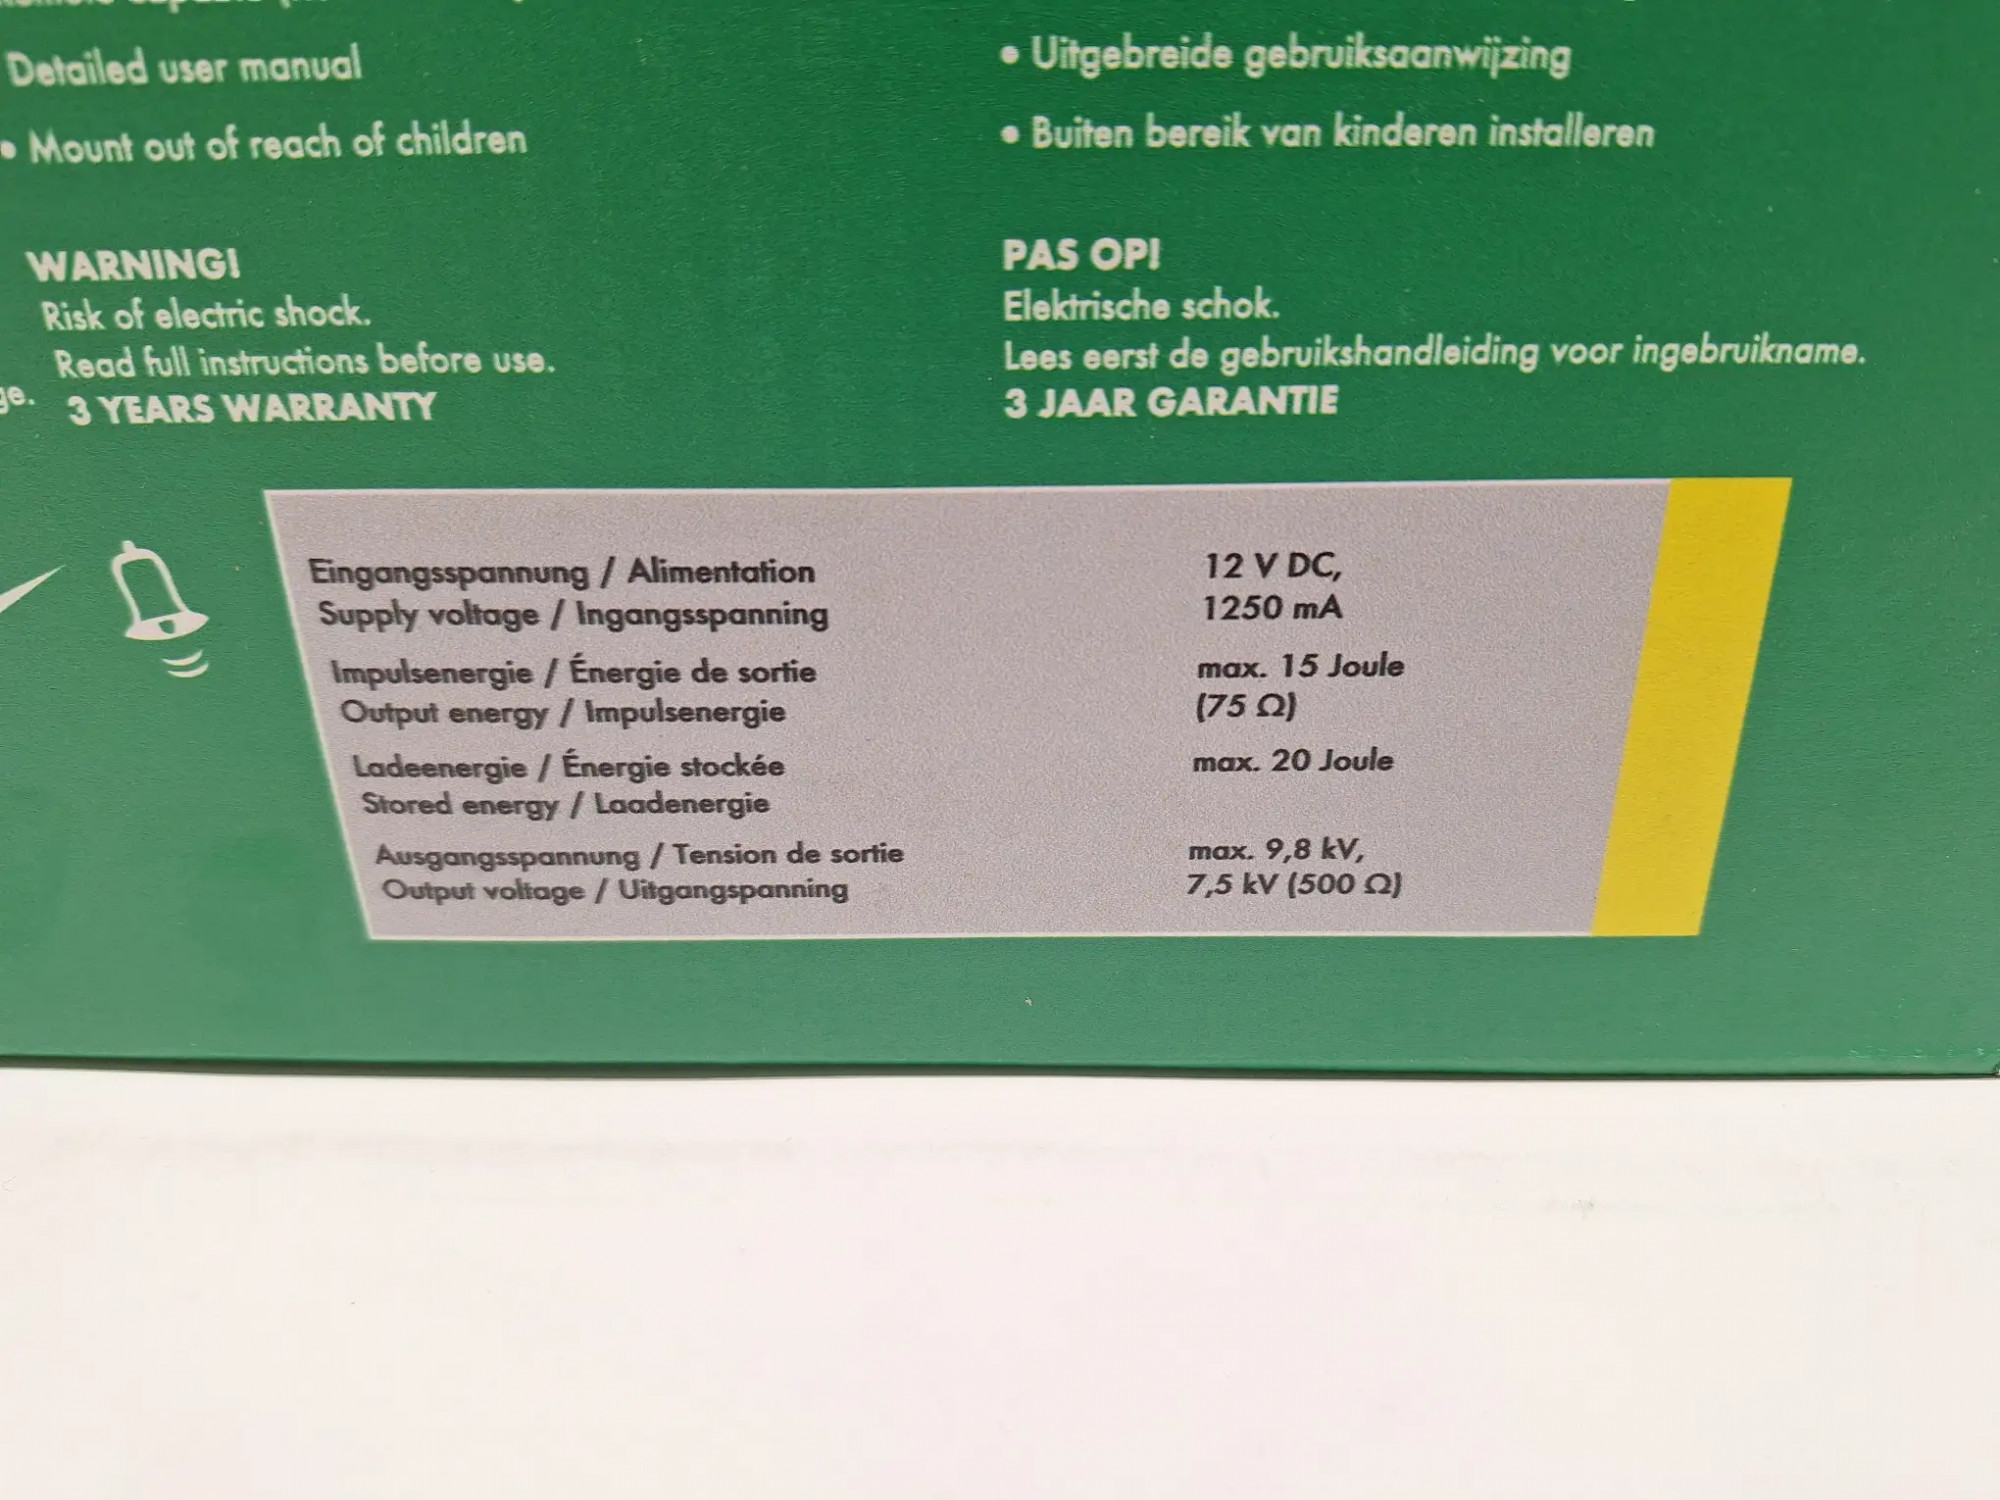 Detailed user manual
• Mount out of reach of children
WARNING!
Risk of electric shock.
Read full instructions before use.
ge.
3 YEARS WARRANTY
• Uitgebreide gebruiksaanwijzing
• Buiten bereik van kinderen installeren
PAS OP!
Elektrische schok.
Lees eerst de gebruikshandleiding voor ingebruikname.
3 JAAR GARANTIE
Eingangsspannung / Alimentation 12 V DC,
Supply voltage / Ingangsspanning 1250 mA
Impulsenergie / Énergie de sortie max. 15 Joule
Output energy / Impulsenergie (75 Ω)
Ladeenergie / Énergie stockée max. 20 Joule
Stored energy / Laadenergie
Ausgangsspannung / Tension de sortie max. 9,8 kV,
Output voltage / Uitgangspanning 7,5 kV (500 Ω)